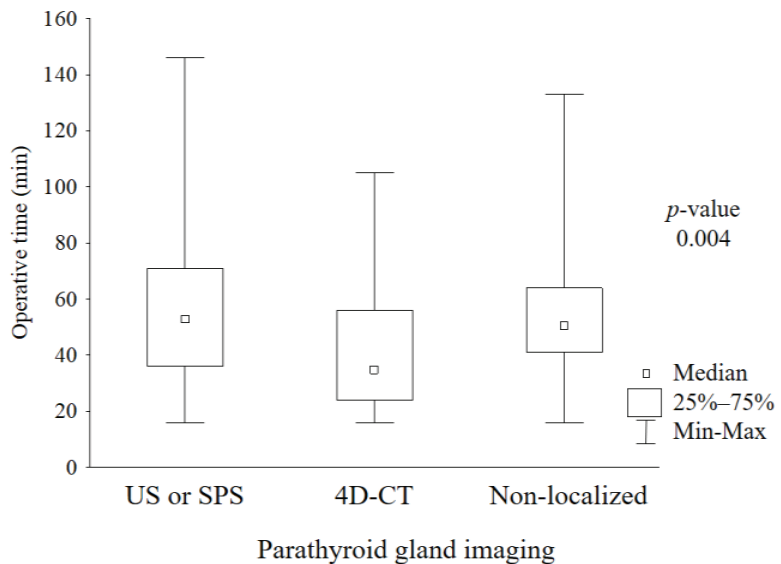 160
140
120
100
80
60
40
20
0
Operative time (min)
US or SPS
4D-CT
Non-localized
Parathyroid gland imaging
p-value
0.004
Median
25%–75%
Min-Max